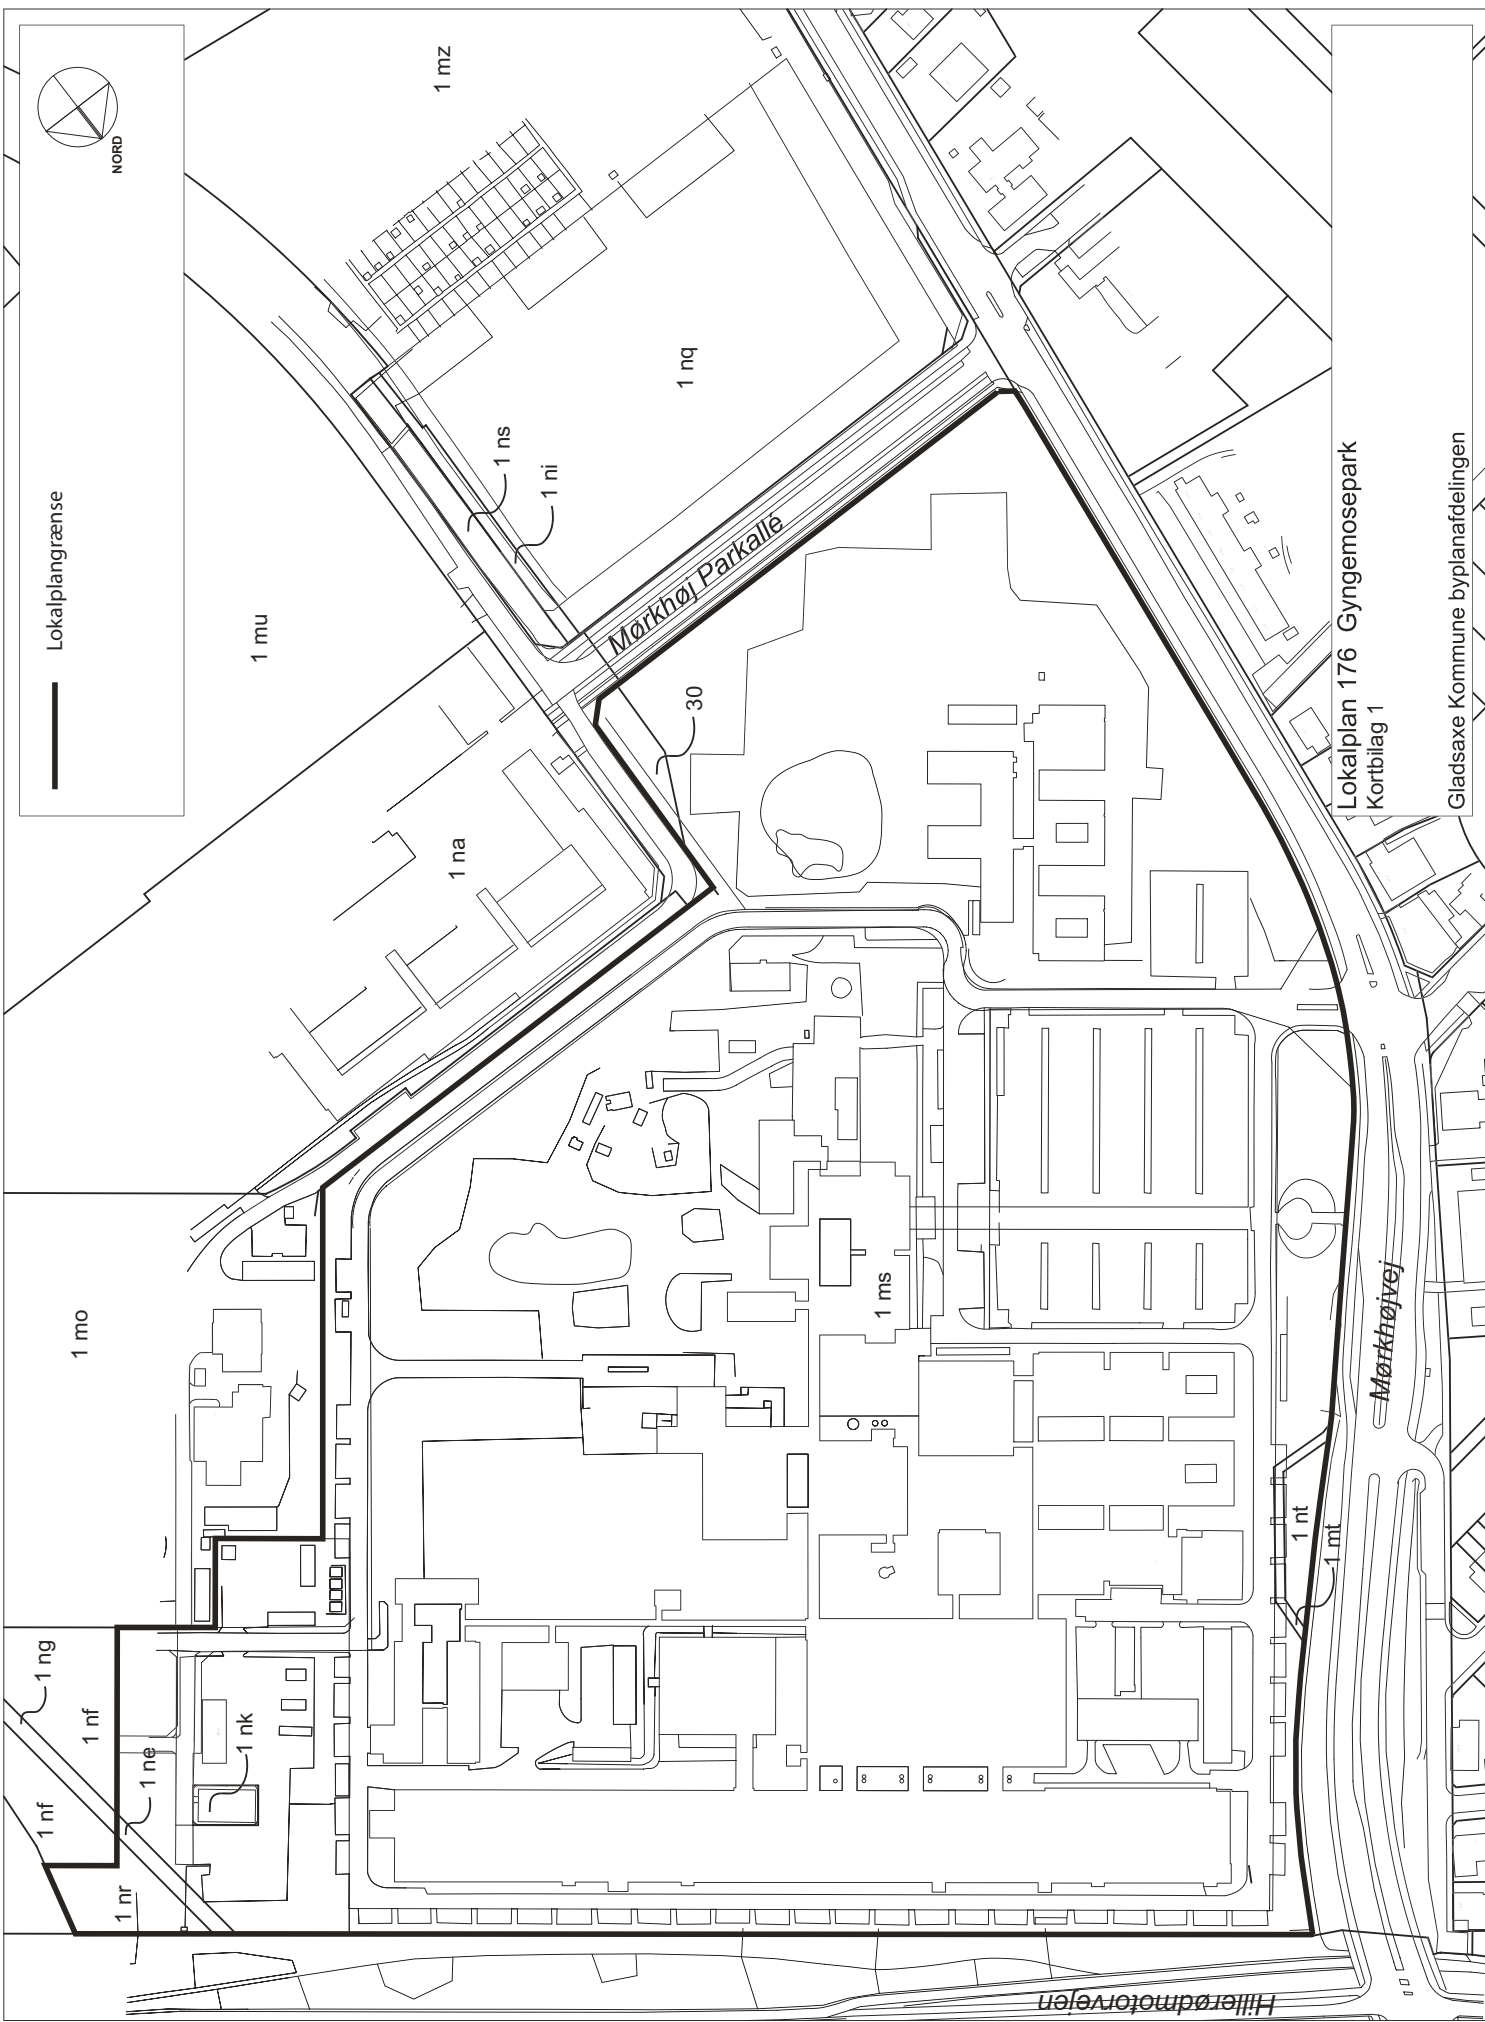 NORD
Lokalplangrænse
1 mz
1 mu
1 nq
1 ns
1 ni
Mørkhøj Parkallé
30
1 na
1 mo
1 ms
Mørkhøjvej
1 nt
1 mt
1 ng
1 nf
1 nf
1 ne
1 nk
1 nr
Hillerødmotorvejen
Lokalplan 176 Gyngemosepark
Kortbilag 1
Gladsaxe Kommune byplanafdelingen